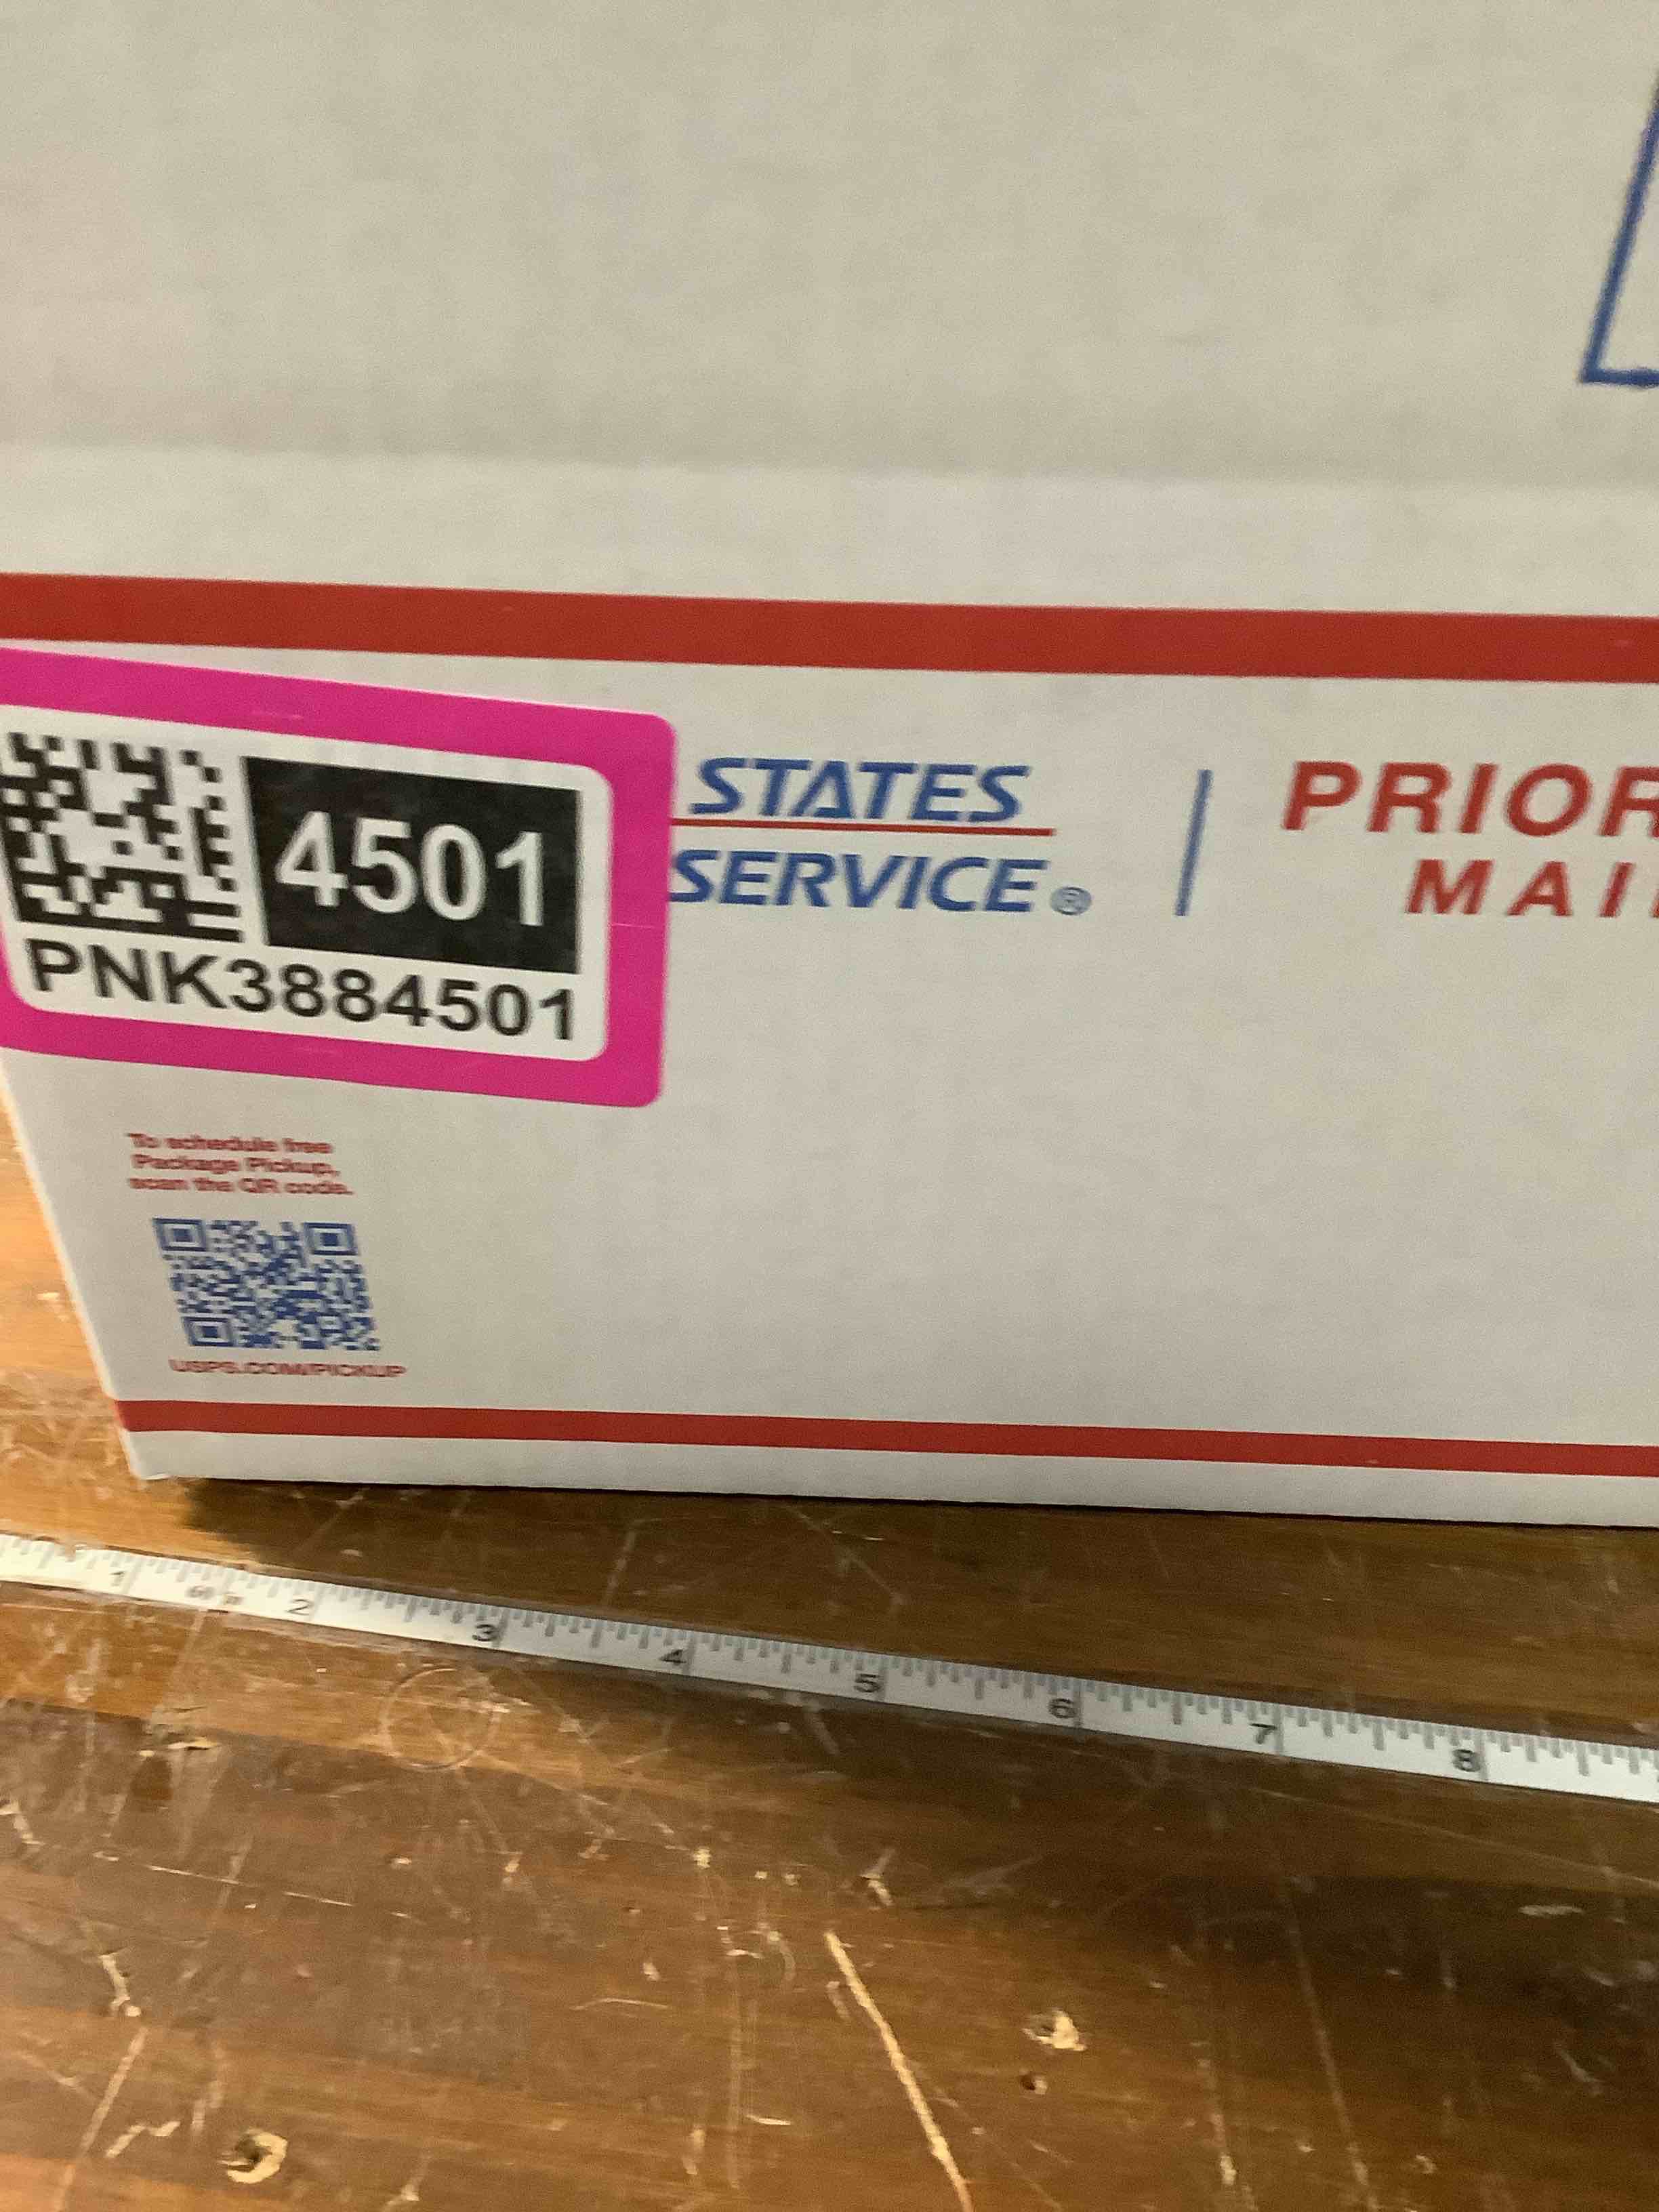 4501
PNK3884501
STATES
SERVICE®
PRIOR
MAI
To schedule free
Package Pickup,
scan the QR code.
USPS.COM/PICKUP
1 2 3 4 5 6 7 8